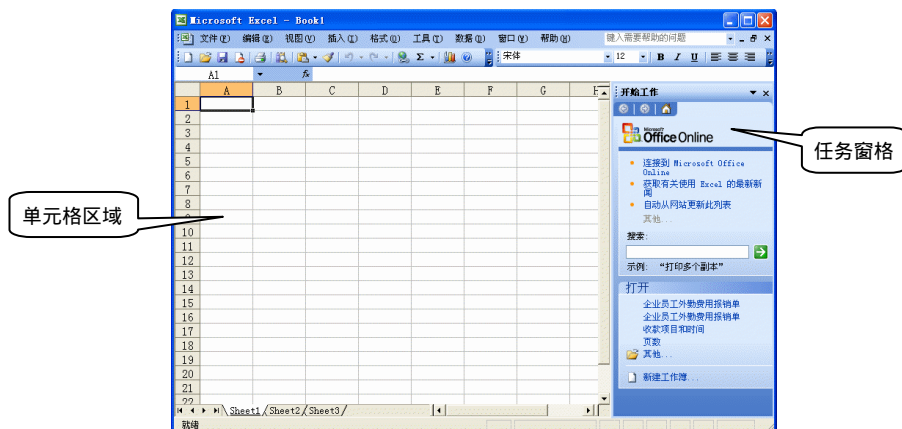 Microsoft Excel - Book1
文件(F) 编辑(E) 视图(V) 插入(I) 格式(O) 工具(T) 数据(D) 窗口(W) 帮助(H) 键入需要帮助的问题
宋体 12 B I U
A1 fx
A B C D E F G H
1
2
3
4
5
6
7
8
9
10
11
12
13
14
15
16
17
18
19
20
21
22
Sheet1 Sheet2 Sheet3
就绪
开始工作
Microsoft
Office Online
连接到 Microsoft Office
Online
获取有关使用 Excel 的最新新
闻
自动从网站更新此列表
其他...
搜索:
示例: “打印多个副本”
打开
企业员工外勤费用报销单
企业员工外勤费用报销单
收款项目和时间
页数
其他...
新建工作簿...
单元格区域
任务窗格